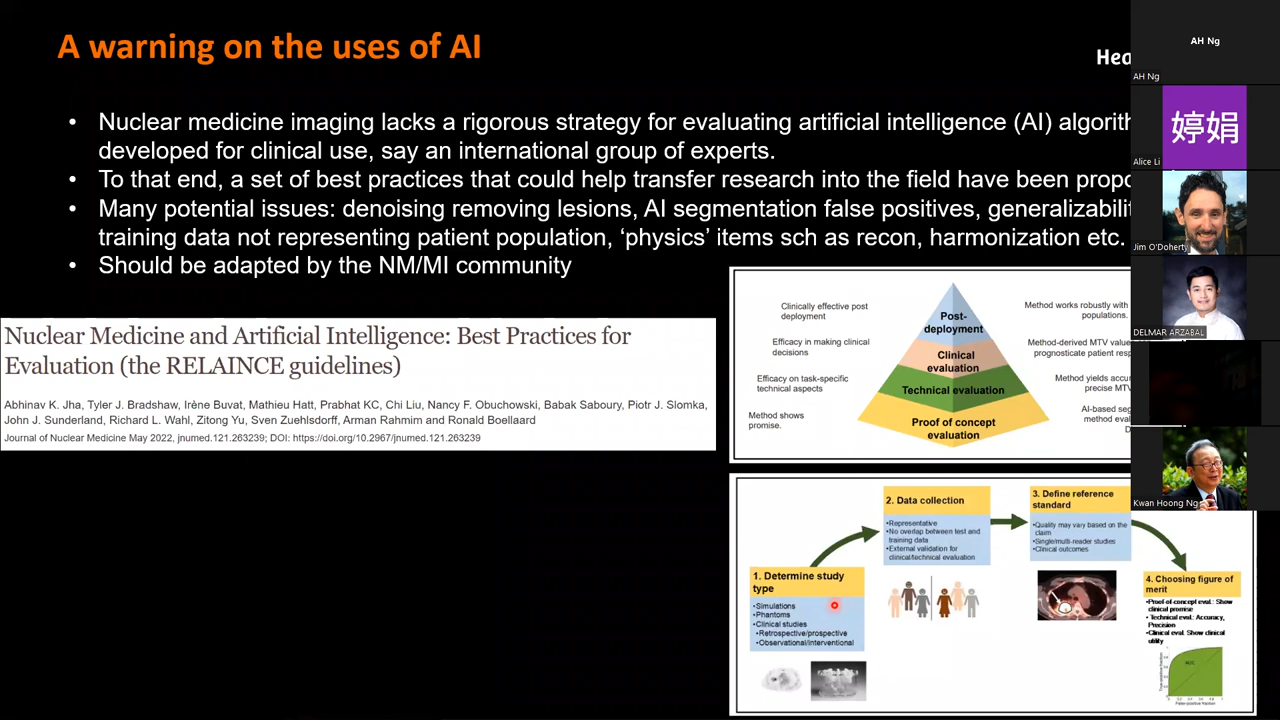 A warning on the uses of AI
• Nuclear medicine imaging lacks a rigorous strategy for evaluating artificial intelligence (AI)
developed for clinical use, say an international group of experts.
• To that end, a set of best practices that could help transfer research into the field have been
• Many potential issues: denoising removing lesions, AI segmentation false positives,
training data not representing patient population, ‘physics’ items sch as recon, harmonization etc.
• Should be adapted by the NM/MI community
Nuclear Medicine and Artificial Intelligence: Best Practices for
Evaluation (the RELAINCE guidelines)
Abhinav K. Jha, Tyler J. Bradshaw, Irène Buvat, Mathieu Hatt, Prabhat KC, Chi Liu, Nancy F. Obuchowski, Babak Saboury, Piotr J. Slomka,
John J. Sunderland, Richard L. Wahl, Zitong Yu, Sven Zuehlsdorff, Arman Rahmim and Ronald Boellaard
Journal of Nuclear Medicine May 2022, jnumed.121.263239; DOI: https://doi.org/10.2967/jnumed.121.263239
Clinically effective post
deployment
Efficacy in making clinical
decisions
Efficacy on task-specific
technical aspects
Method shows
promise.
Post-
deployment
Clinical
evaluation
Technical evaluation
Proof of concept
evaluation
Method works robustly with
populations.
Method-derived MTV
prognosticate patient
Method yields
precise MTV
AI-based
method
1. Determine study
type
•Simulations
•Phantoms
•Clinical studies
•Retrospective/prospective
•Observational/interventional
2. Data collection
•Representative
•No overlap between test and
training data
•External validation for
clinical/technical evaluation
3. Define reference
standard
•Quality may vary based on the
claim
•Single/multi-reader studies
•Clinical outcomes
4. Choosing figure of
merit
•Proof-of-concept eval.: Show
clinical promise
•Technical eval.: Accuracy,
Precision
•Clinical eval. Show clinical
utility
AUC
True-positive fraction
False-positive fraction
AH Ng
AH Ng
婷娟
Alice Li
Jim O'Doherty
DELMAR ARZABAL
Kwan Hoong Ng